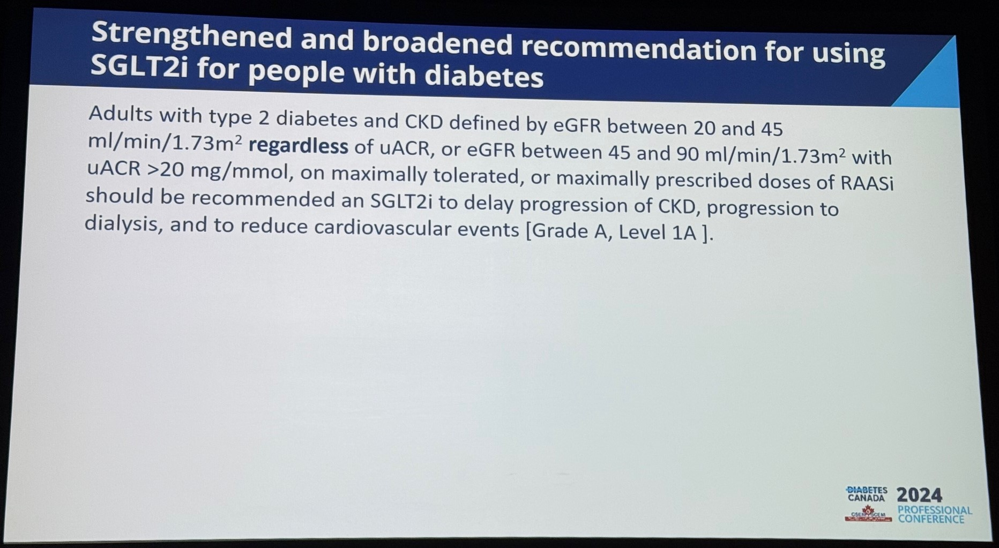 Strengthened and broadened recommendation for using
SGLT2i for people with diabetes
Adults with type 2 diabetes and CKD defined by eGFR between 20 and 45
ml/min/1.73m² regardless of uACR, or eGFR between 45 and 90 ml/min/1.73m² with
uACR >20 mg/mmol, on maximally tolerated, or maximally prescribed doses of RAASi
should be recommended an SGLT2i to delay progression of CKD, progression to
dialysis, and to reduce cardiovascular events [Grade A, Level 1A ].
DIABETES
CANADA
CSEM SCEM
2024
PROFESSIONAL
CONFERENCE